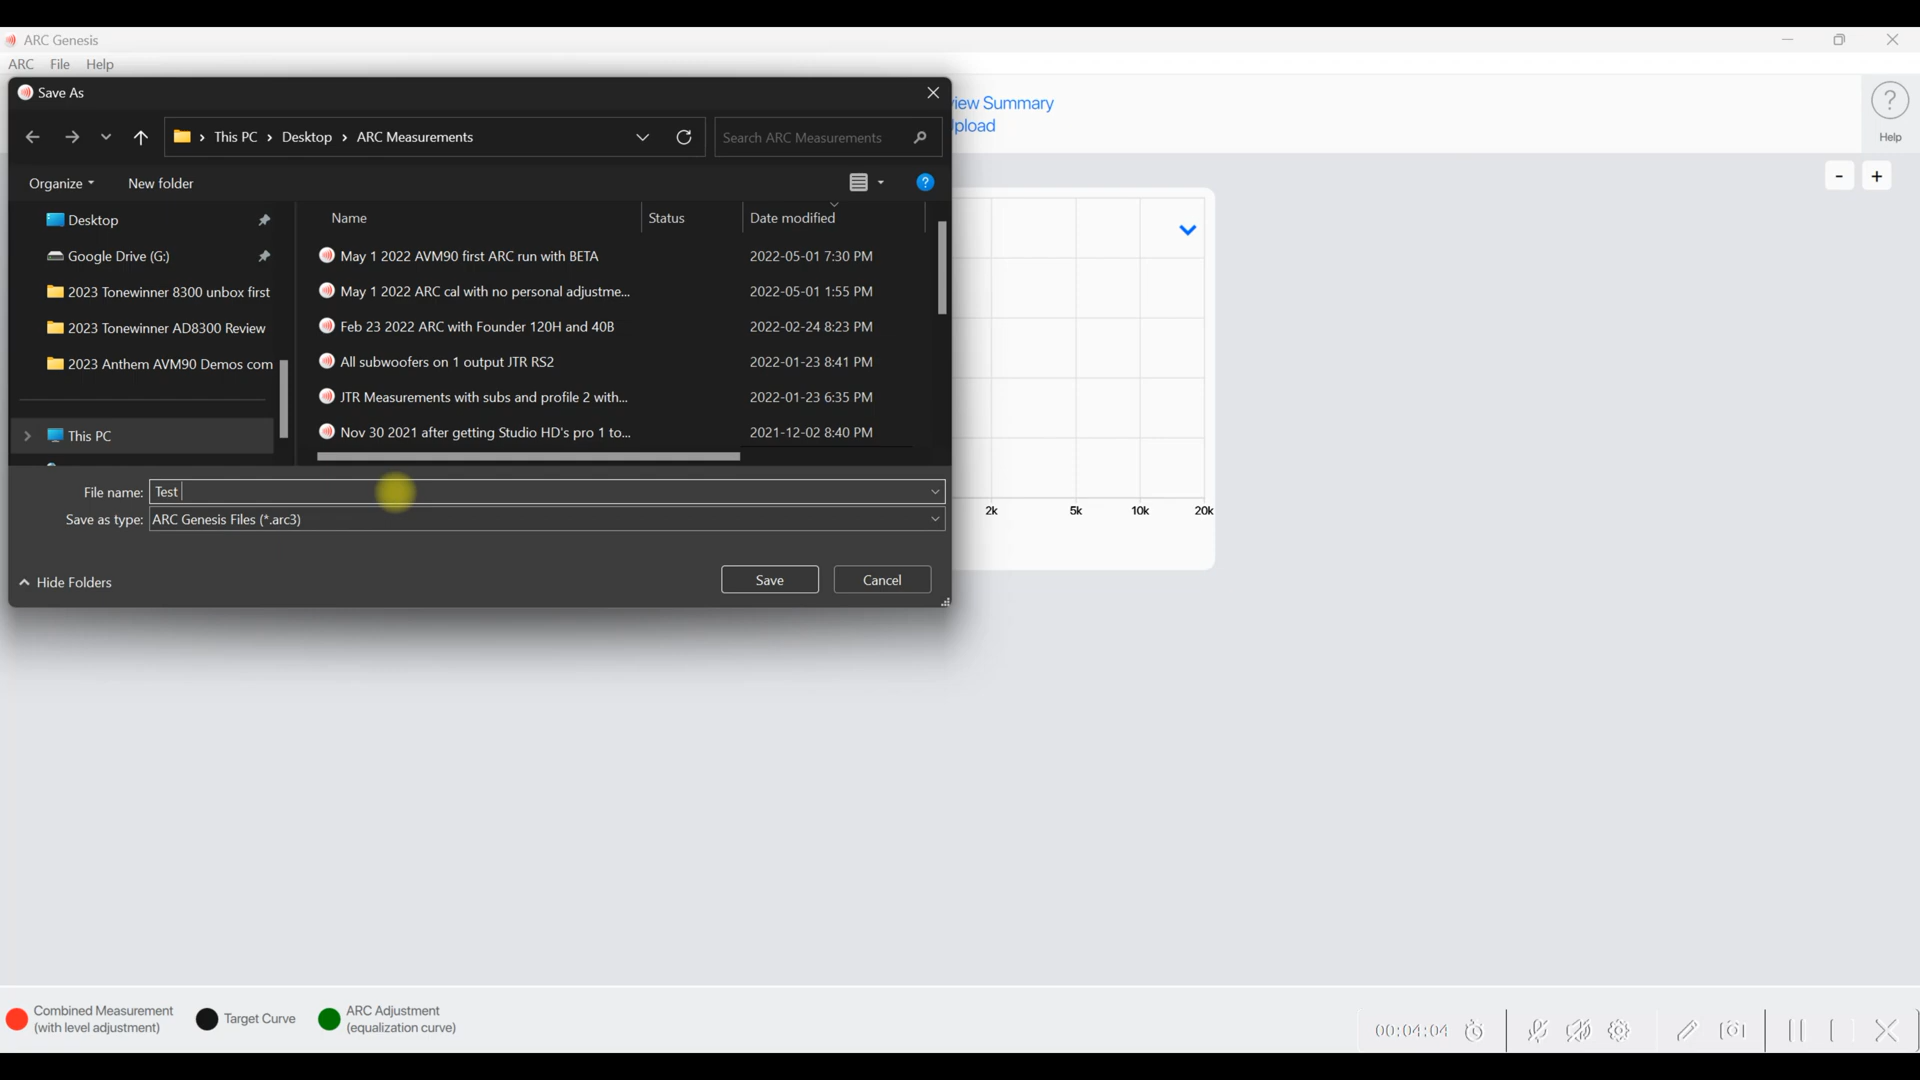 ARC Genesis
ARC File Help
Save As
This PC > Desktop > ARC Measurements
Search ARC Measurements
iew Summary
pload
?
Help
Organize
New folder
?
- +
Desktop
Google Drive (G:)
2023 Tonewinner 8300 unbox first
2023 Tonewinner AD8300 Review
2023 Anthem AVM90 Demos com
This PC
Name Status Date modified
May 1 2022 AVM90 first ARC run with BETA 2022-05-01 7:30 PM
May 1 2022 ARC cal with no personal adjustme... 2022-05-01 1:55 PM
Feb 23 2022 ARC with Founder 120H and 40B 2022-02-24 8:23 PM
All subwoofers on 1 output JTR RS2 2022-01-23 8:41 PM
JTR Measurements with subs and profile 2 with... 2022-01-23 6:35 PM
Nov 30 2021 after getting Studio HD's pro 1 to... 2021-12-02 8:40 PM
File name: Test
Save as type: ARC Genesis Files (*.arc3)
2k 5k 10k 20k
Hide Folders
Save
Cancel
Combined Measurement
(with level adjustment)
Target Curve
ARC Adjustment
(equalization curve)
00:04:04